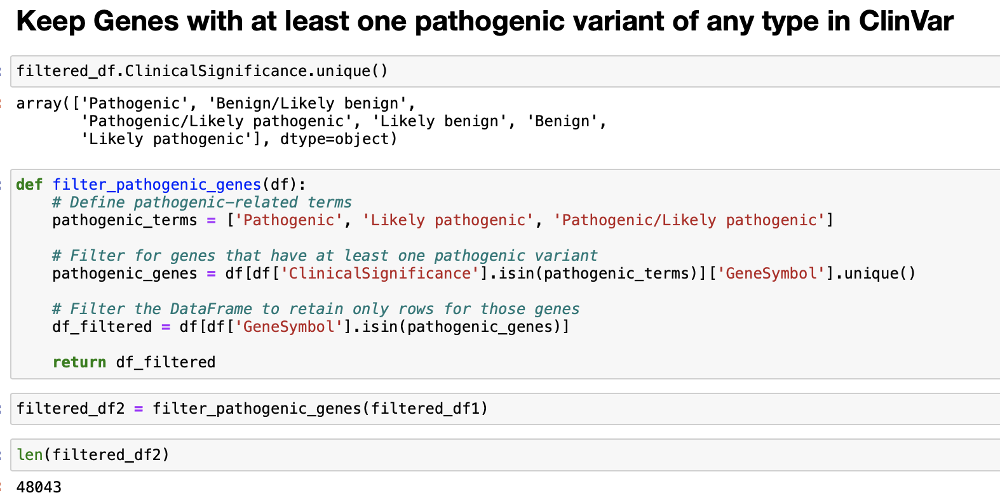 Keep Genes with at least one pathogenic variant of any type in ClinVar
filtered_df.ClinicalSignificance.unique()
array(['Pathogenic', 'Benign/Likely benign',
       'Pathogenic/Likely pathogenic', 'Likely benign', 'Benign',
       'Likely pathogenic'], dtype=object)
def filter_pathogenic_genes(df):
    # Define pathogenic-related terms
    pathogenic_terms = ['Pathogenic', 'Likely pathogenic', 'Pathogenic/Likely pathogenic']
    # Filter for genes that have at least one pathogenic variant
    pathogenic_genes = df[df['ClinicalSignificance'].isin(pathogenic_terms)]['GeneSymbol'].unique()
    # Filter the DataFrame to retain only rows for those genes
    df_filtered = df[df['GeneSymbol'].isin(pathogenic_genes)]
    return df_filtered
filtered_df2 = filter_pathogenic_genes(filtered_df1)
len(filtered_df2)
48043